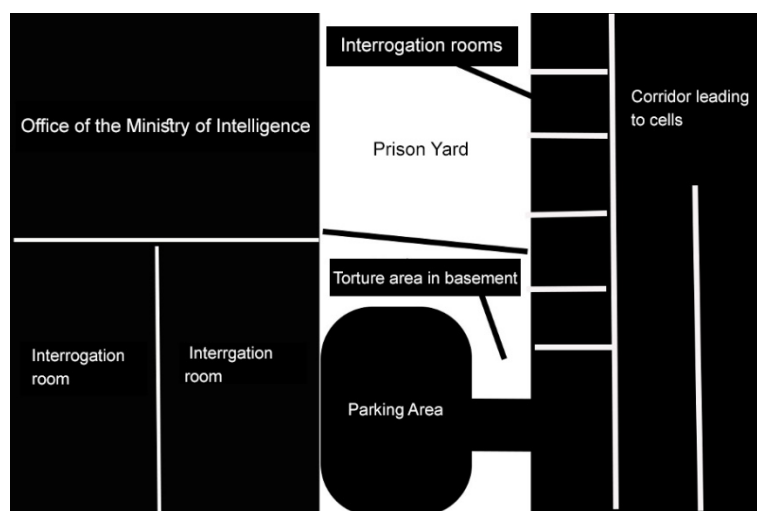 Interrogation rooms
Office of the Ministry of Intelligence
Prison Yard
Corridor leading
to cells
Torture area in basement
Interrogation
room
Interrgation
room
Parking Area